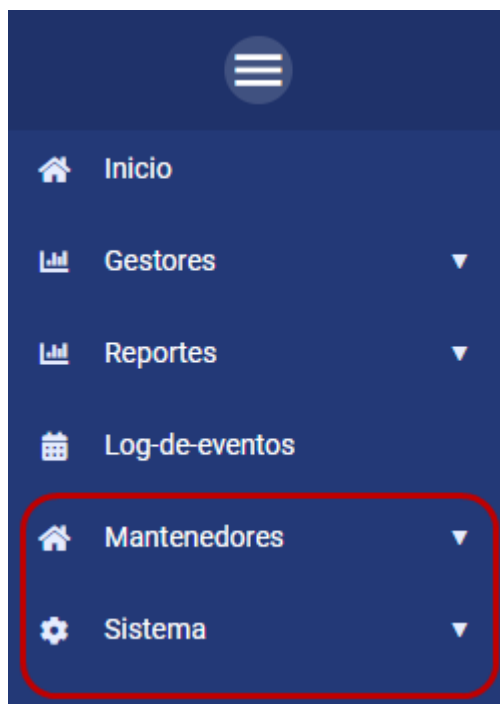 Inicio
Gestores
Reportes
Log-de-eventos
Mantenedores
Sistema